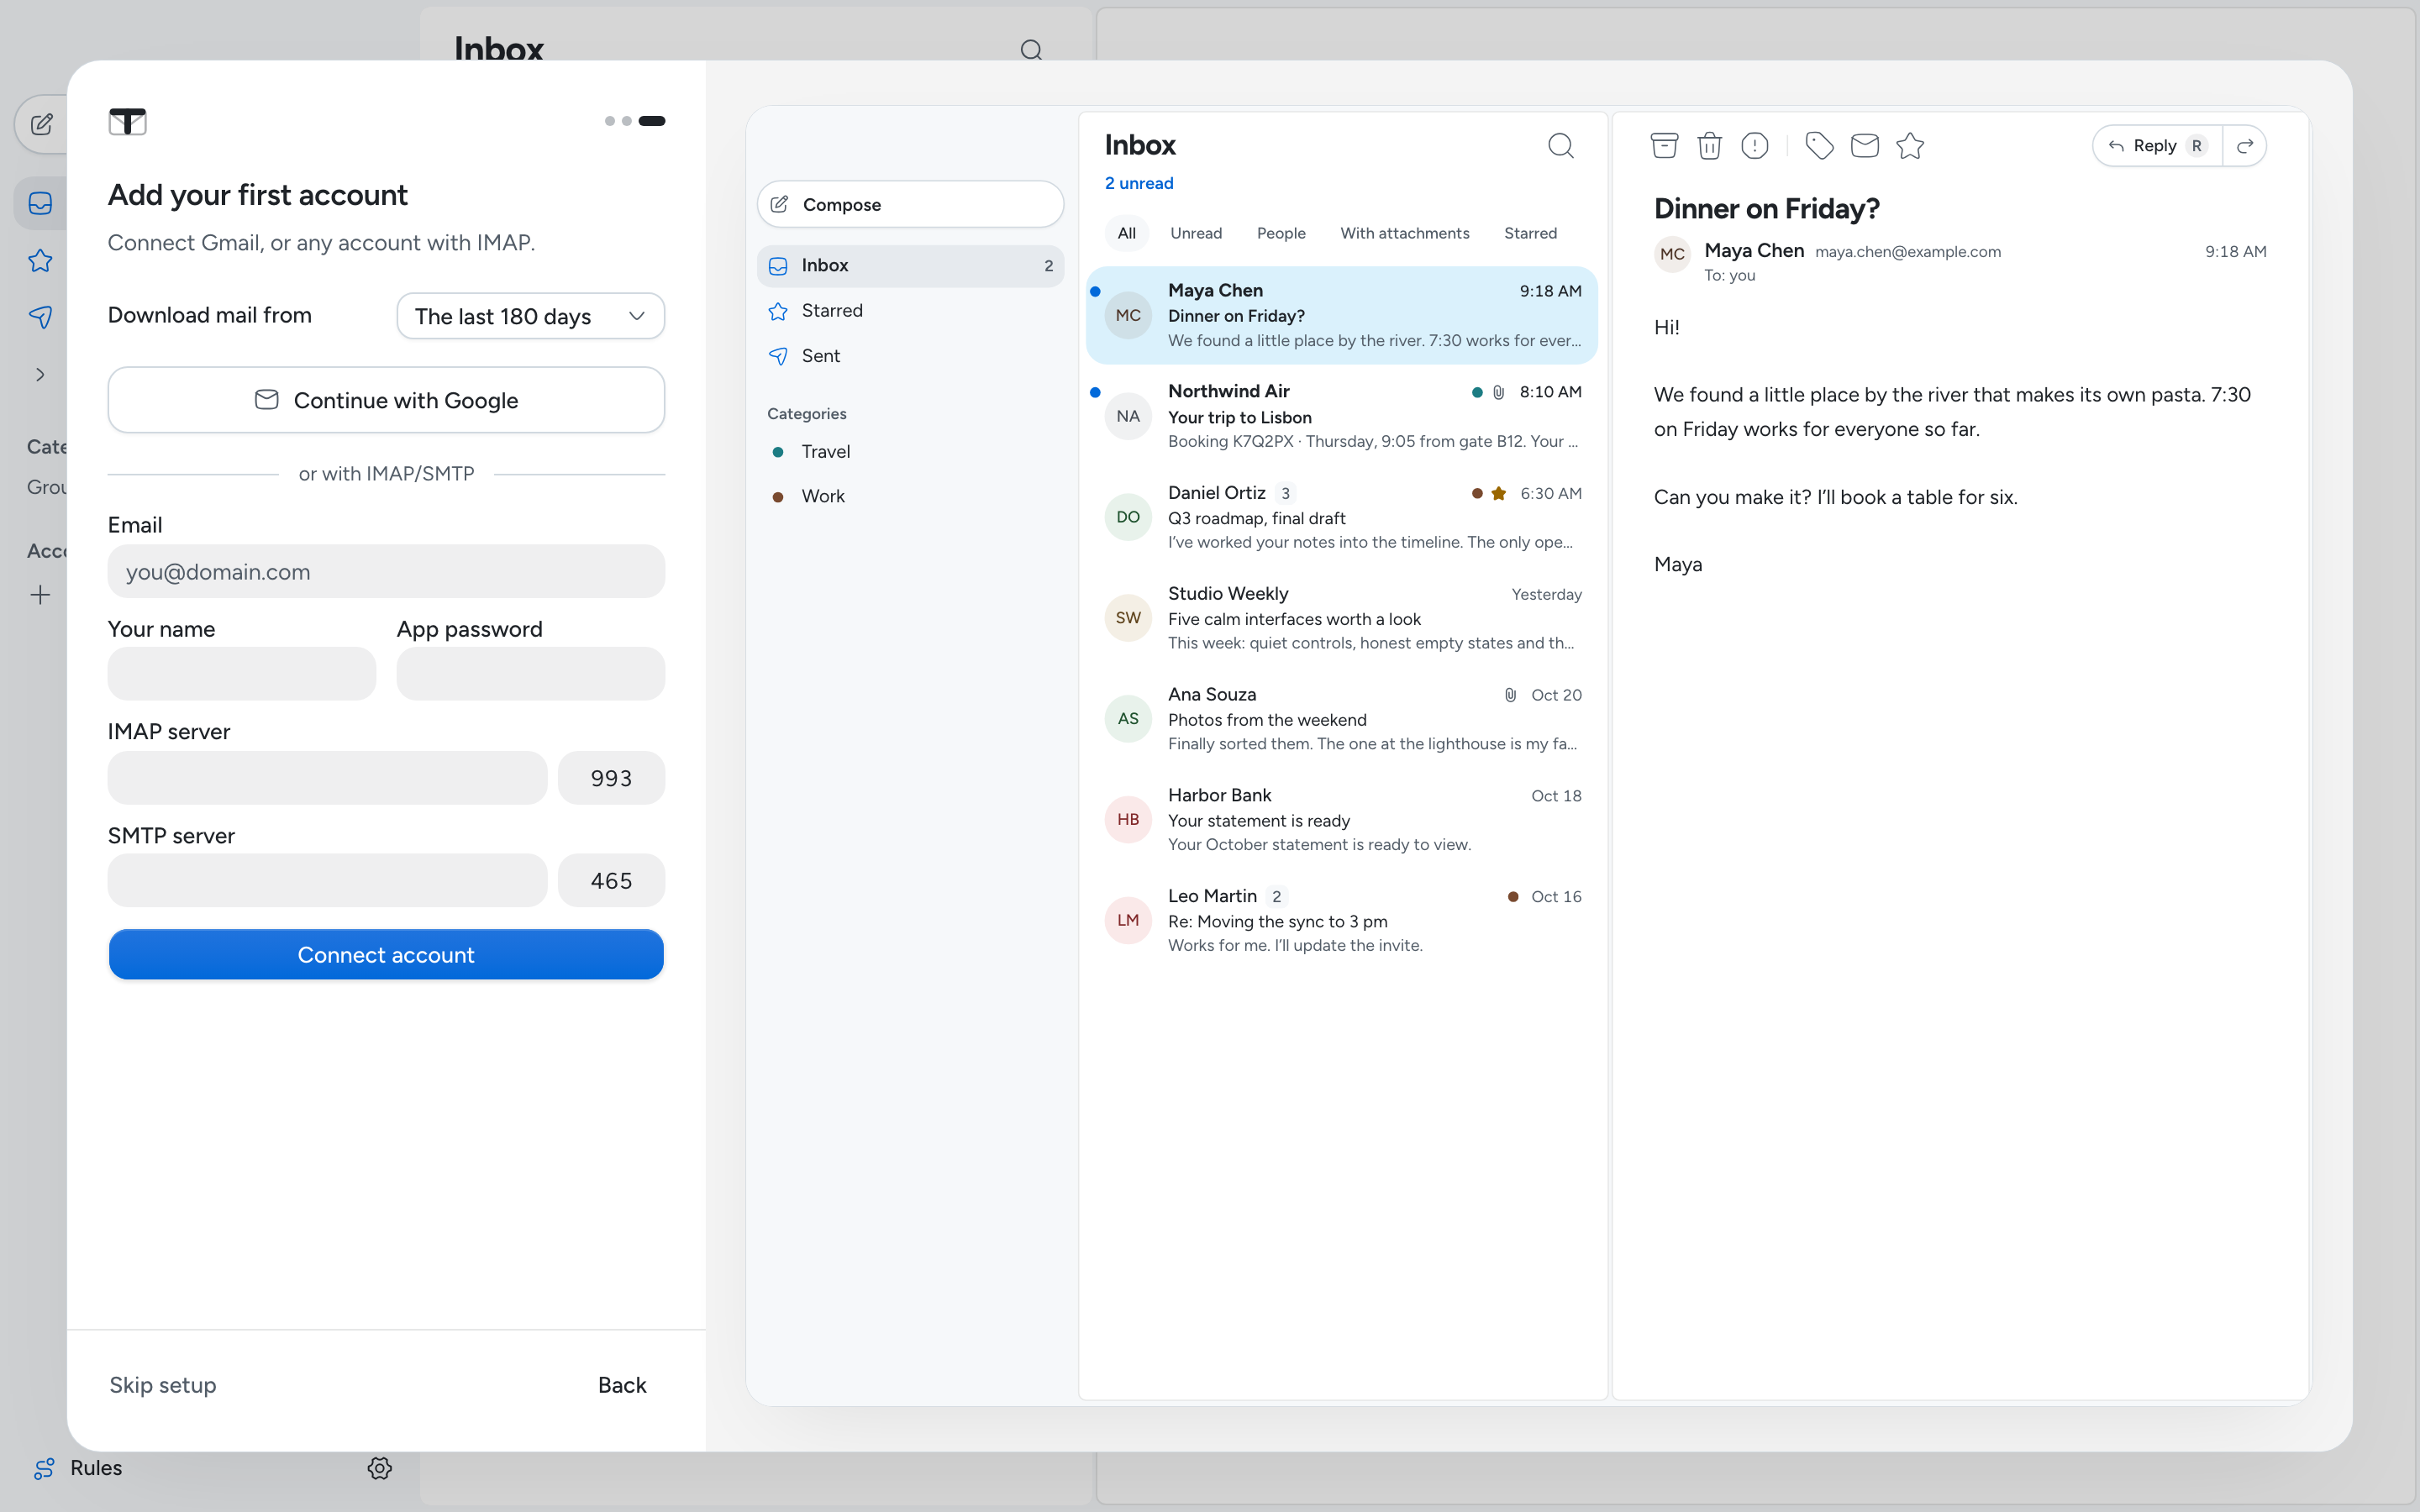 Inbox
Cate
Grou
Acco
Rules
Add your first account
Connect Gmail, or any account with IMAP.
Download mail from
The last 180 days
Continue with Google
or with IMAP/SMTP
Email
you@domain.com
Your name
App password
IMAP server
993
SMTP server
465
Connect account
Skip setup
Back
Compose
Inbox 2
Starred
Sent
Categories
Travel
Work
Inbox
2 unread
All Unread People With attachments Starred
MC
Maya Chen 9:18 AM
Dinner on Friday?
We found a little place by the river. 7:30 works for ever...
NA
Northwind Air 8:10 AM
Your trip to Lisbon
Booking K7Q2PX · Thursday, 9:05 from gate B12. Your ...
DO
Daniel Ortiz 3 6:30 AM
Q3 roadmap, final draft
I’ve worked your notes into the timeline. The only ope...
SW
Studio Weekly Yesterday
Five calm interfaces worth a look
This week: quiet controls, honest empty states and th...
AS
Ana Souza Oct 20
Photos from the weekend
Finally sorted them. The one at the lighthouse is my fa...
HB
Harbor Bank Oct 18
Your statement is ready
Your October statement is ready to view.
LM
Leo Martin 2 Oct 16
Re: Moving the sync to 3 pm
Works for me. I’ll update the invite.
Reply R
Dinner on Friday?
MC
Maya Chen maya.chen@example.com 9:18 AM
To: you
Hi!
We found a little place by the river that makes its own pasta. 7:30
on Friday works for everyone so far.
Can you make it? I’ll book a table for six.
Maya